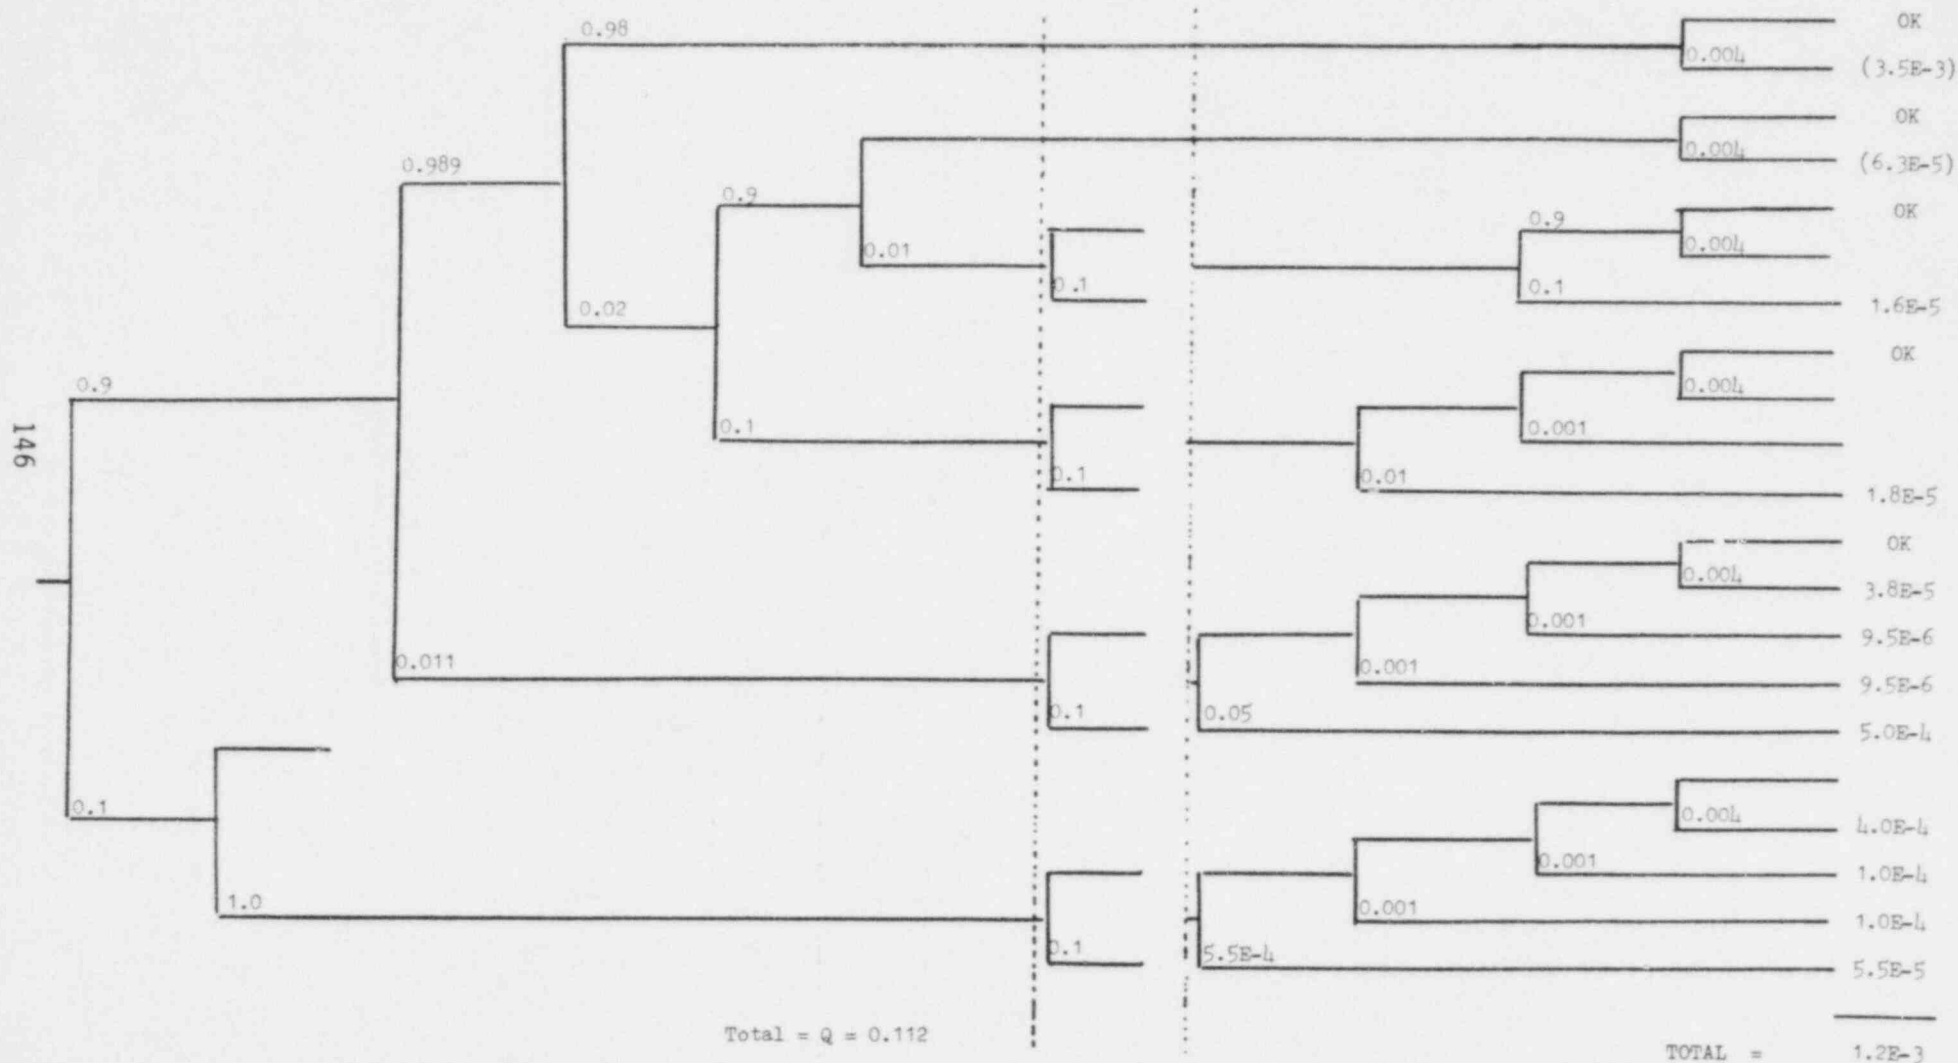 0.98
OK
0.004
(3.5E-3)
OK
0.004
(6.3E-5)
0.989
0.9
OK
0.9
0.004
0.01
0.1
0.1
1.6E-5
0.02
OK
0.004
0.9
0.1
0.001
0.1
0.01
1.8E-5
146
OK
0.004
3.8E-5
0.001
9.5E-6
0.011
0.001
9.5E-6
0.1
0.05
5.0E-4
0.1
0.004
4.0E-4
0.001
1.0E-4
1.0
0.001
1.0E-4
0.1
5.5E-4
5.5E-5
Total = Q = 0.112
TOTAL = 1.2E-3